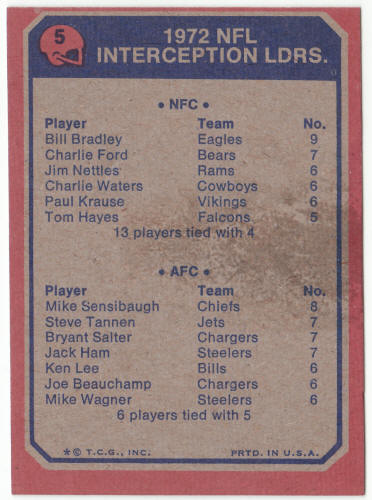 5
1972 NFL
INTERCEPTION LDRS.
• NFC •
Player Team No.
Bill Bradley Eagles 9
Charlie Ford Bears 7
Jim Nettles Rams 6
Charlie Waters Cowboys 6
Paul Krause Vikings 6
Tom Hayes Falcons 5
13 players tied with 4
• AFC •
Player Team No.
Mike Sensibaugh Chiefs 8
Steve Tannen Jets 7
Bryant Salter Chargers 7
Jack Ham Steelers 7
Ken Lee Bills 6
Joe Beauchamp Chargers 6
Mike Wagner Steelers 6
6 players tied with 5
*© T.C.G., INC. PRTD. IN U.S.A.